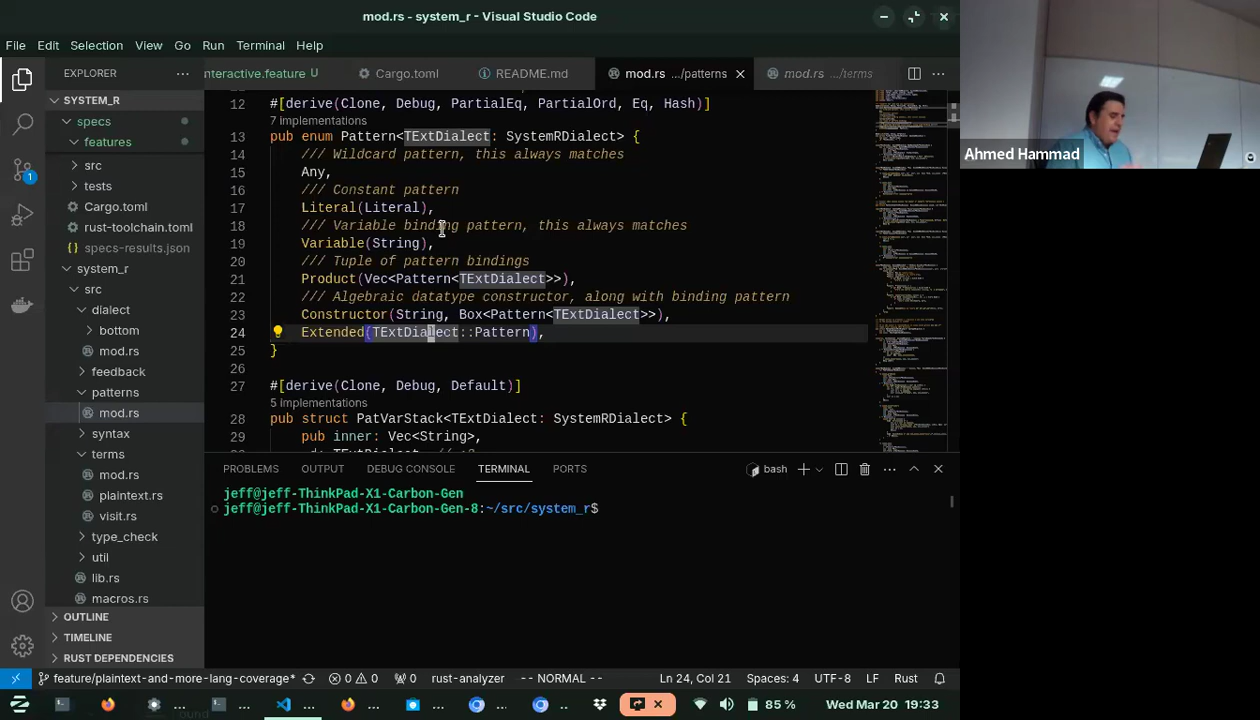 mod.rs - system_r - Visual Studio Code
File Edit Selection View Go Run Terminal Help
EXPLORER
nteractive.feature U Cargo.toml README.md mod.rs .../patterns mod.rs .../terms
SYSTEM_R
specs
features
src
tests
Cargo.toml
rust-toolchain.toml
specs-results.json
system_r
src
dialect
bottom
mod.rs
feedback
patterns
mod.rs
syntax
terms
mod.rs
plaintext.rs
visit.rs
type_check
util
lib.rs
macros.rs
OUTLINE
TIMELINE
RUST DEPENDENCIES
1
12 #[derive(Clone, Debug, PartialEq, PartialOrd, Eq, Hash)]
7 implementations
13 pub enum Pattern<TExtDialect: SystemRDialect> {
14 /// Wildcard pattern, this always matches
15 Any,
16 /// Constant pattern
17 Literal(Literal),
18 /// Variable binding pattern, this always matches
19 Variable(String),
20 /// Tuple of pattern bindings
21 Product(Vec<Pattern<TExtDialect>>),
22 /// Algebraic datatype constructor, along with binding pattern
23 Constructor(String, Box<Pattern<TExtDialect>>),
24 Extended(TExtDialect::Pattern),
25 }
26
27 #[derive(Clone, Debug, Default)]
5 implementations
28 pub struct PatVarStack<TExtDialect: SystemRDialect> {
29 pub inner: Vec<String>,
PROBLEMS OUTPUT DEBUG CONSOLE TERMINAL PORTS bash
jeff@jeff-ThinkPad-X1-Carbon-Gen
jeff@jeff-ThinkPad-X1-Carbon-Gen-8:~/src/system_r$
feature/plaintext-and-more-lang-coverage* 0 0 0 rust-analyzer -- NORMAL -- Ln 24, Col 21 Spaces: 4 UTF-8 LF Rust
85 % Wed Mar 20 19:33
Ahmed Hammad